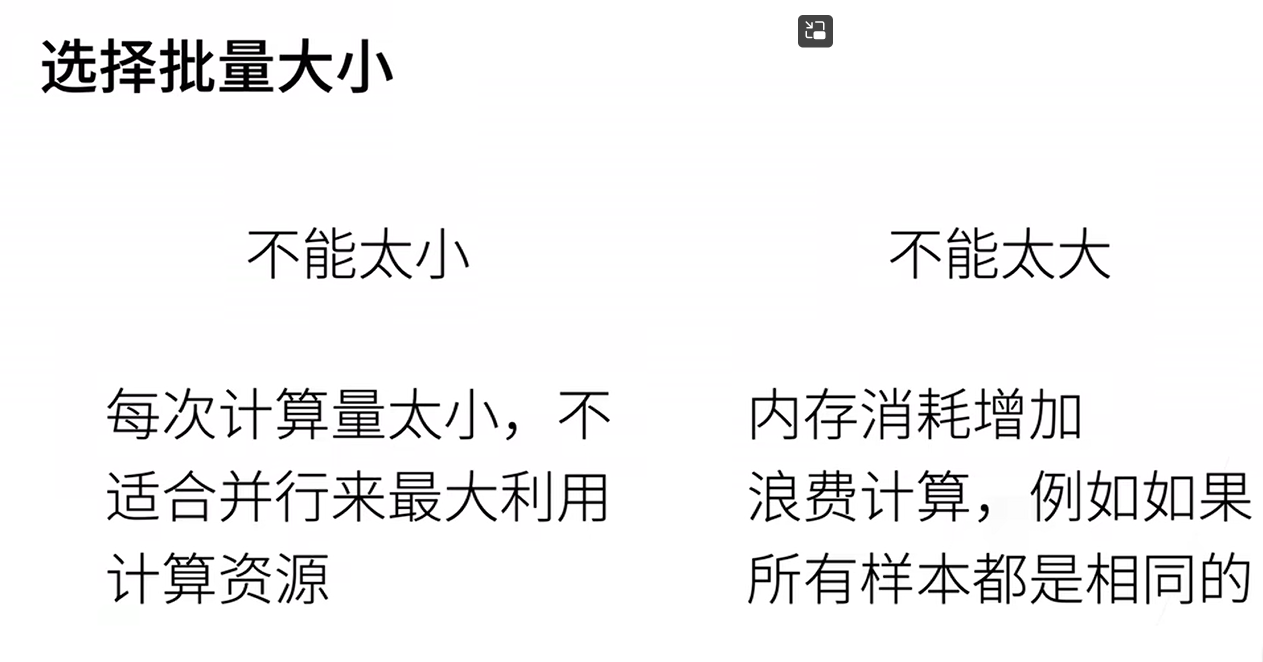 选择批量大小
不能太小
每次计算量太小，不
适合并行来最大利用
计算资源
不能太大
内存消耗增加
浪费计算，例如如果
所有样本都是相同的